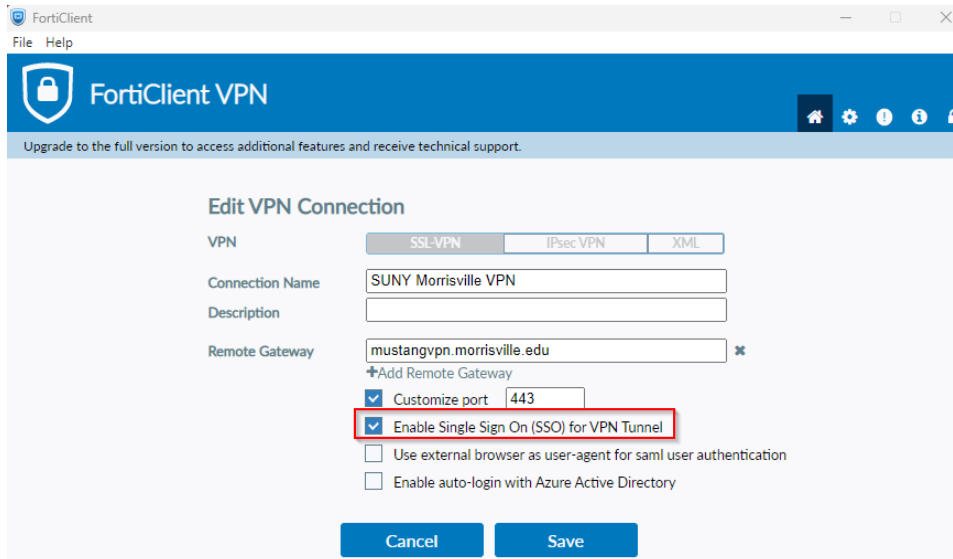 FortiClient
File Help
FortiClient VPN
Upgrade to the full version to access additional features and receive technical support.
Edit VPN Connection
VPN SSL-VPN IPsec VPN XML
Connection Name SUNY Morrisville VPN
Description
Remote Gateway mustangvpn.morrisville.edu
+Add Remote Gateway
Customize port 443
Enable Single Sign On (SSO) for VPN Tunnel
Use external browser as user-agent for saml user authentication
Enable auto-login with Azure Active Directory
Cancel Save